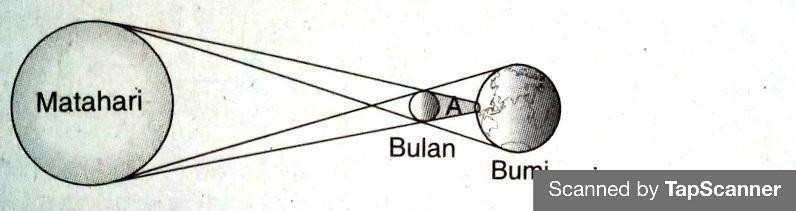 Matahari
A
Bulan
Bumi
Scanned by TapScanner